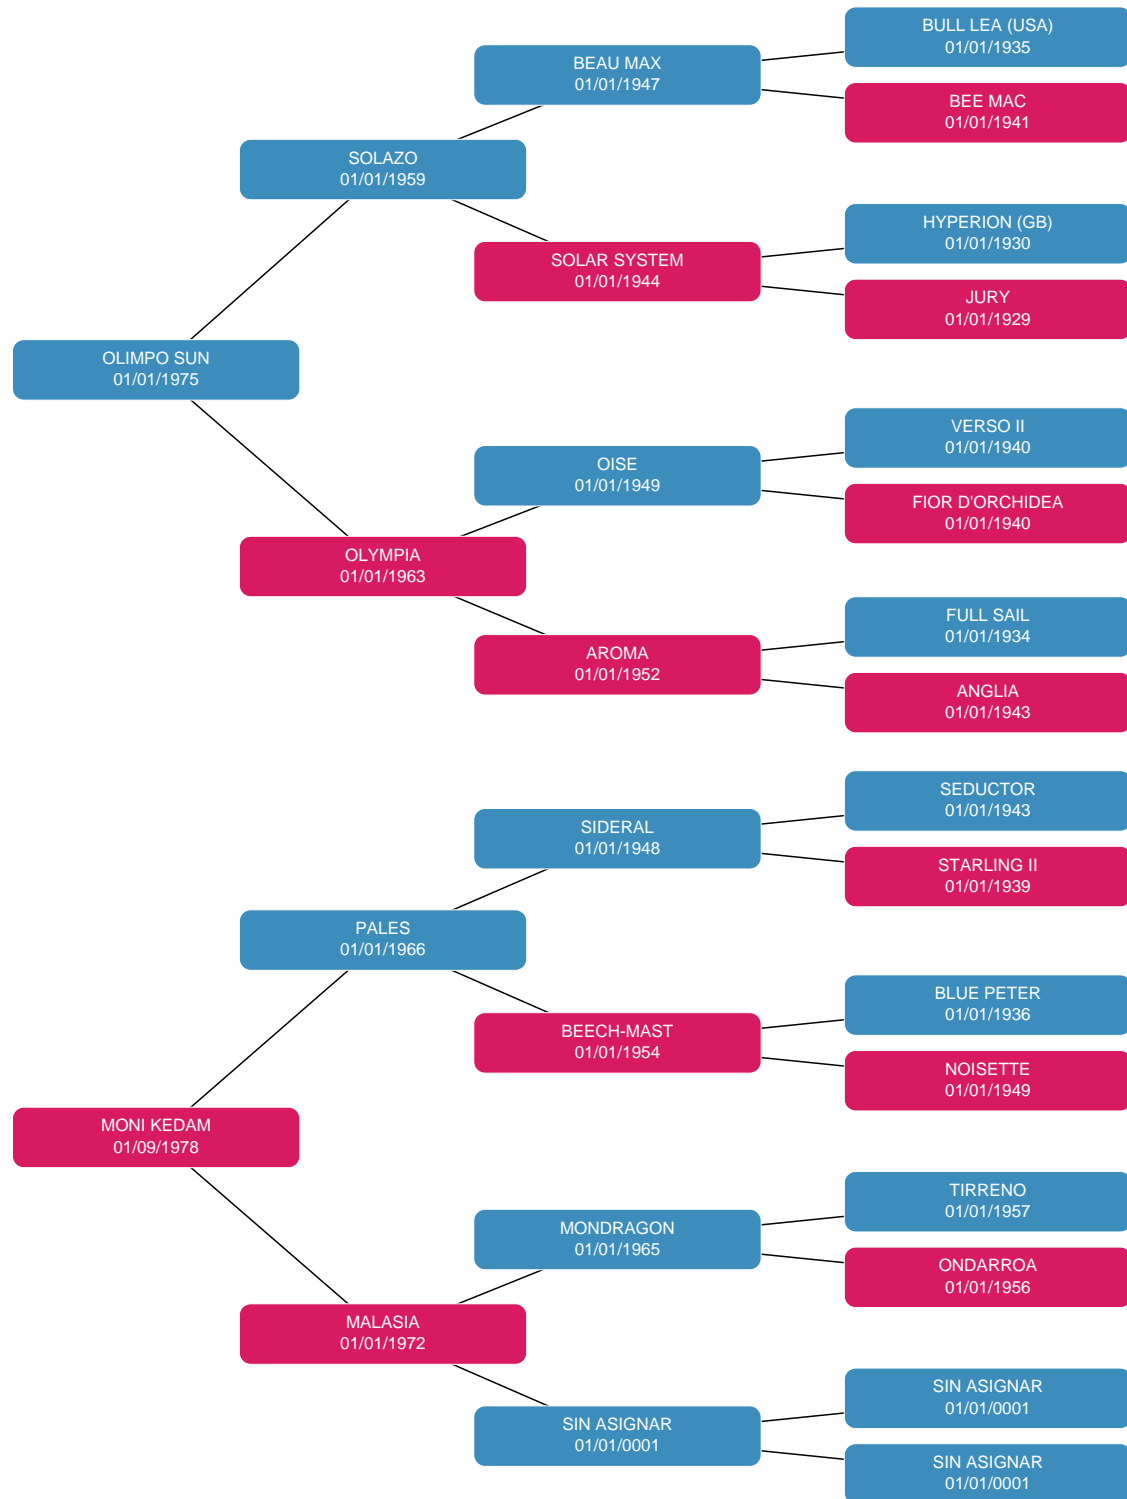 BULL LEA (USA)
01/01/1935
BEAU MAX
01/01/1947
BEE MAC
01/01/1941
SOLAZO
01/01/1959
HYPERION (GB)
01/01/1930
SOLAR SYSTEM
01/01/1944
JURY
01/01/1929
OLIMPO SUN
01/01/1975
VERSO II
01/01/1940
OISE
01/01/1949
FIOR D'ORCHIDEA
01/01/1940
OLYMPIA
01/01/1963
FULL SAIL
01/01/1934
AROMA
01/01/1952
ANGLIA
01/01/1943
SEDUCTOR
01/01/1943
SIDERAL
01/01/1948
STARLING II
01/01/1939
PALES
01/01/1966
BLUE PETER
01/01/1936
BEECH-MAST
01/01/1954
NOISETTE
01/01/1949
MONI KEDAM
01/09/1978
TIRRENO
01/01/1957
MONDRAGON
01/01/1965
ONDARROA
01/01/1956
MALASIA
01/01/1972
SIN ASIGNAR
01/01/0001
SIN ASIGNAR
01/01/0001
SIN ASIGNAR
01/01/0001